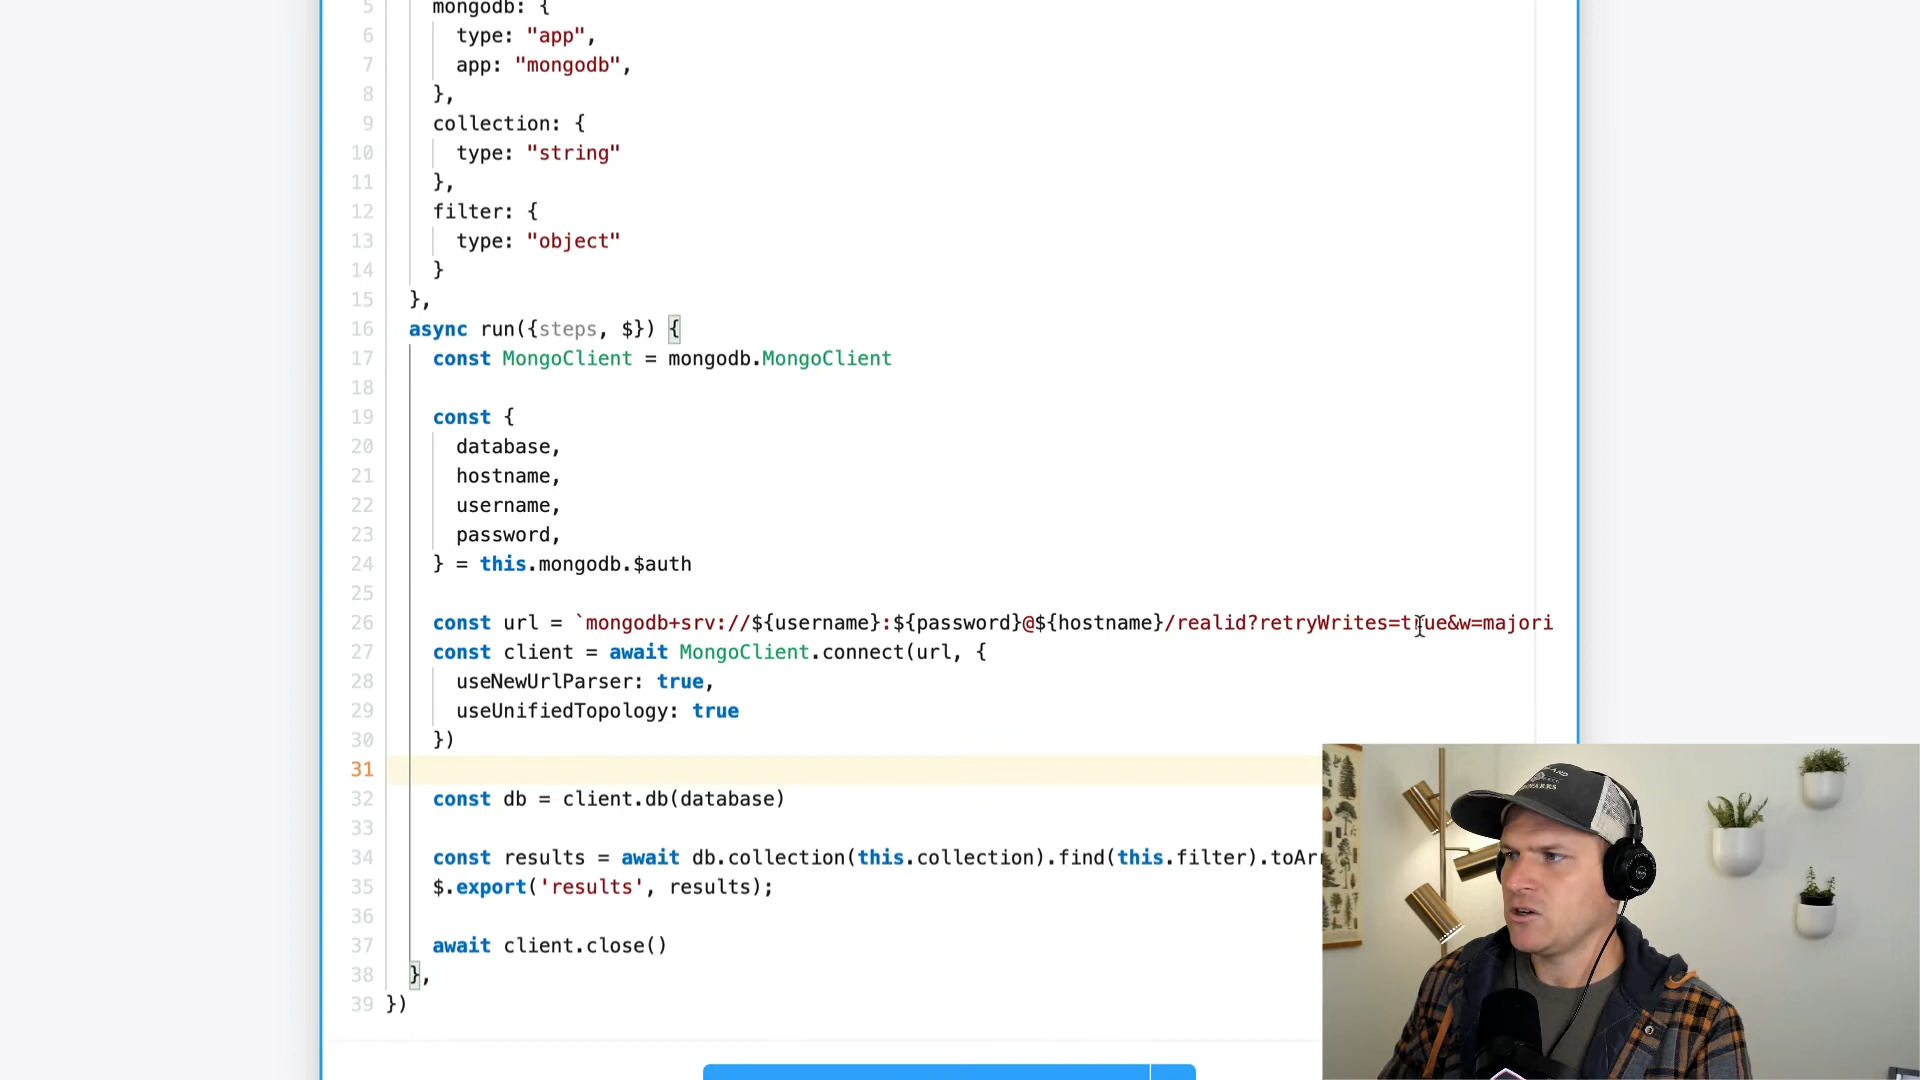 5 mongodb: {
6 type: "app",
7 app: "mongodb",
8 },
9 collection: {
10 type: "string"
11 },
12 filter: {
13 type: "object"
14 }
15 },
16 async run({steps, $}) {
17 const MongoClient = mongodb.MongoClient
18
19 const {
20 database,
21 hostname,
22 username,
23 password,
24 } = this.mongodb.$auth
25
26 const url = `mongodb+srv://${username}:${password}@${hostname}/realid?retryWrites=true&w=majori
27 const client = await MongoClient.connect(url, {
28 useNewUrlParser: true,
29 useUnifiedTopology: true
30 })
31
32 const db = client.db(database)
33
34 const results = await db.collection(this.collection).find(this.filter).toAr
35 $.export('results', results);
36
37 await client.close()
38 },
39 })